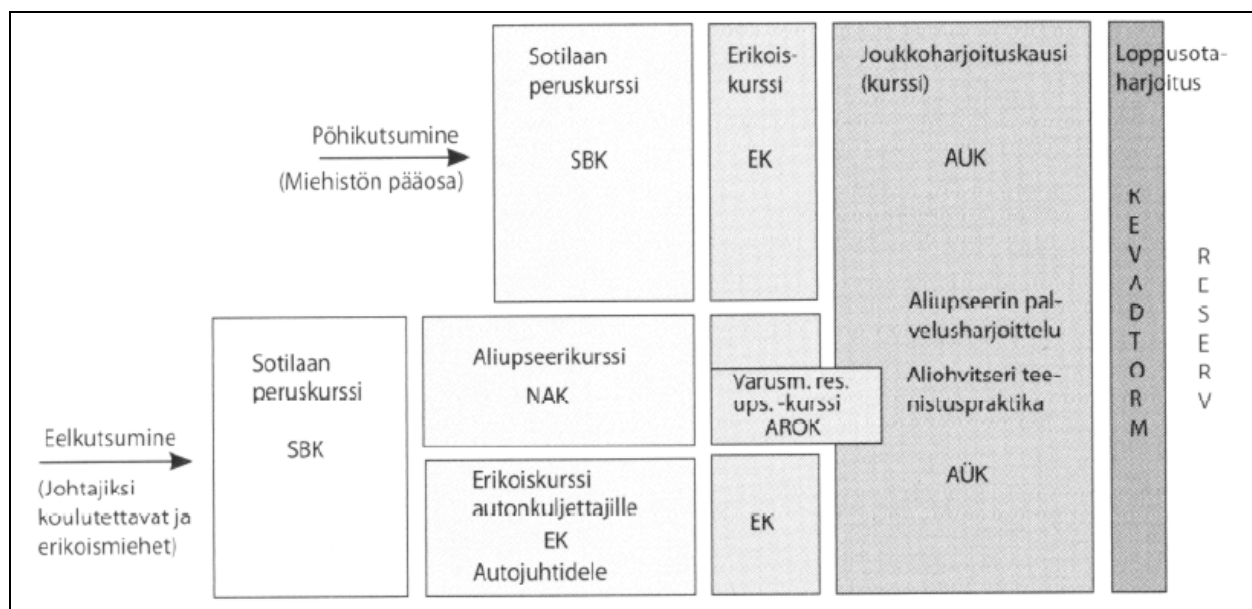 Põhikutsumine
(Miehistön pääosa)
Sotilaan
peruskurssi
SBK
Erikois-
kurssi
EK
Joukkoharjoituskausi
(kurssi)
AUK
Loppusota-
harjoitus
KEVADTORM
RESERV
Eelkutsumine
(Johtajiksi
koulutettavat ja
erikoismiehet)
Sotilaan
peruskurssi
SBK
Aliupseerikurssi
NAK
Erikoiskurssi
autonkuljettajille
EK
Autojuhtidele
Varusm. res.
ups. -kurssi
AROK
EK
Aliupseerin pal-
velusharjoittelu
Aliohvitseri tee-
nistuspraktika
AÜK